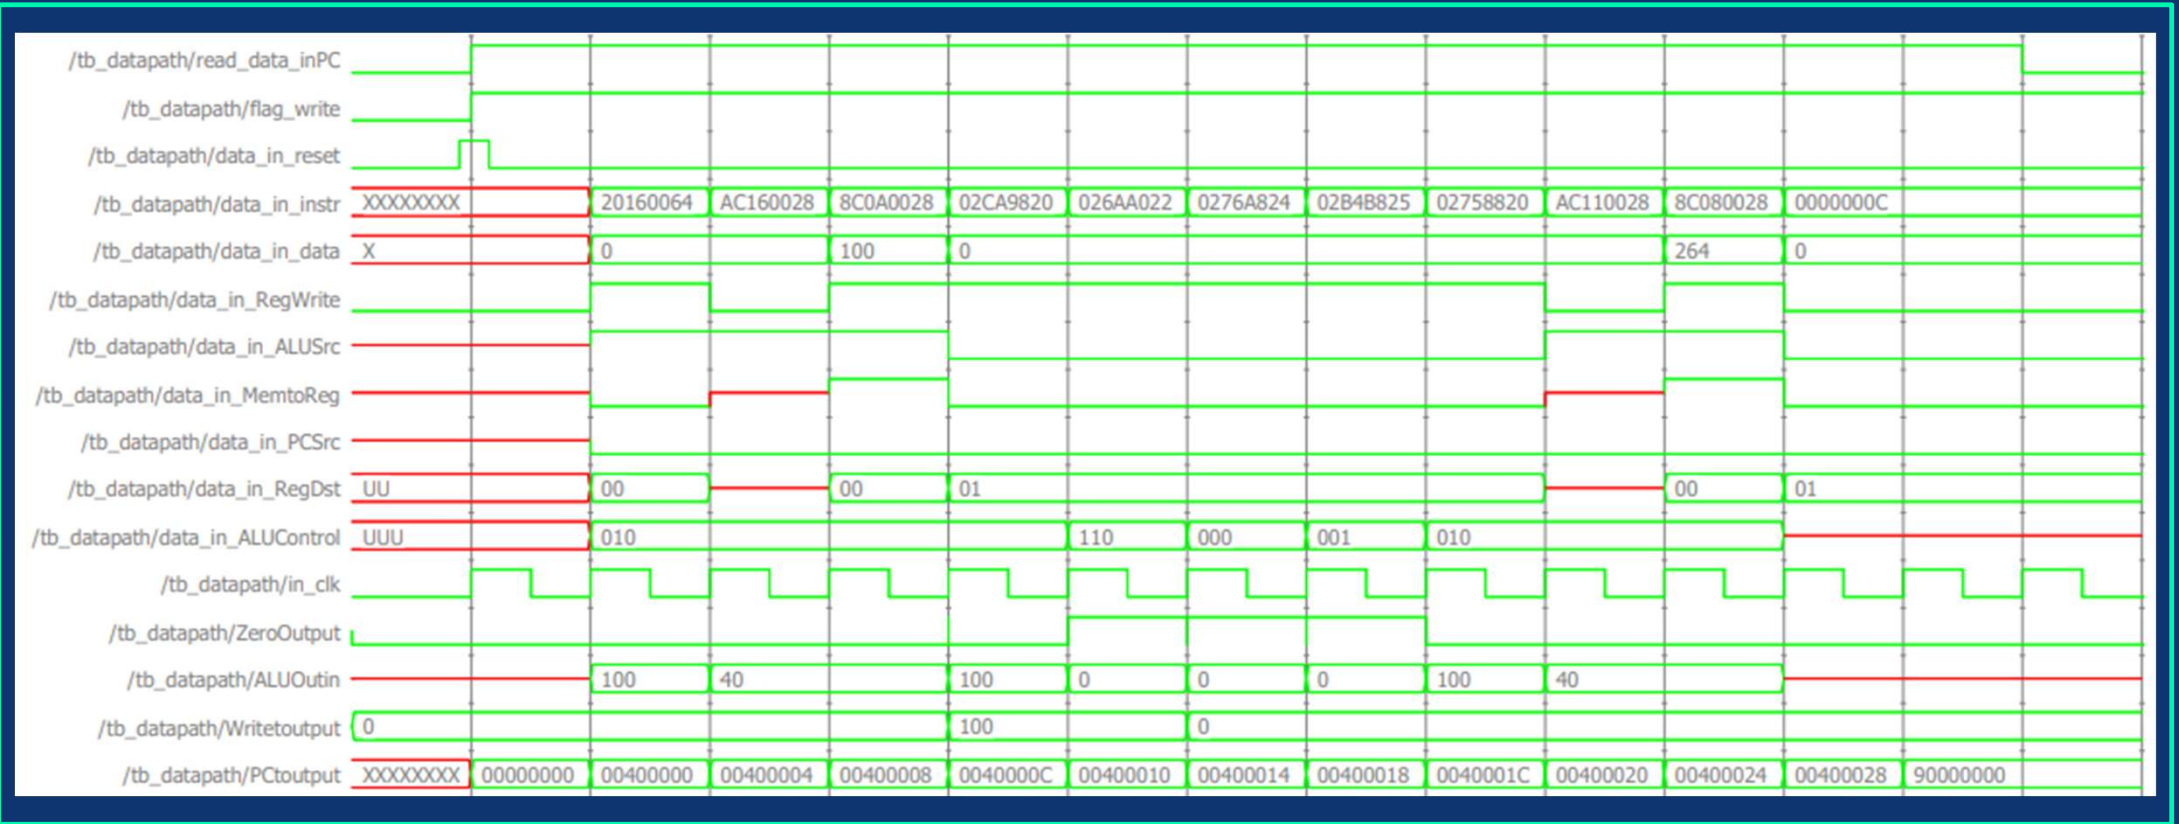 /tb_datapath/read_data_inPC
/tb_datapath/flag_write
/tb_datapath/data_in_reset
/tb_datapath/data_in_instr XXXXXXXX 20160064 AC160028 8C0A0028 02CA9820 026AA022 0276A824 02B4B825 02758820 AC110028 8C080028 0000000C
/tb_datapath/data_in_data X 0 100 0 264 0
/tb_datapath/data_in_RegWrite
/tb_datapath/data_in_ALUSrc
/tb_datapath/data_in_MemtoReg
/tb_datapath/data_in_PCSrc
/tb_datapath/data_in_RegDst UU 00 00 01 00 01
/tb_datapath/data_in_ALUControl UUU 010 110 000 001 010
/tb_datapath/in_clk
/tb_datapath/ZeroOutput
/tb_datapath/ALUOutin 100 40 100 0 0 0 100 40
/tb_datapath/Writetoutput 0 100 0
/tb_datapath/PCtoutput XXXXXXXX 00000000 00400000 00400004 00400008 0040000C 00400010 00400014 00400018 0040001C 00400020 00400024 00400028 90000000